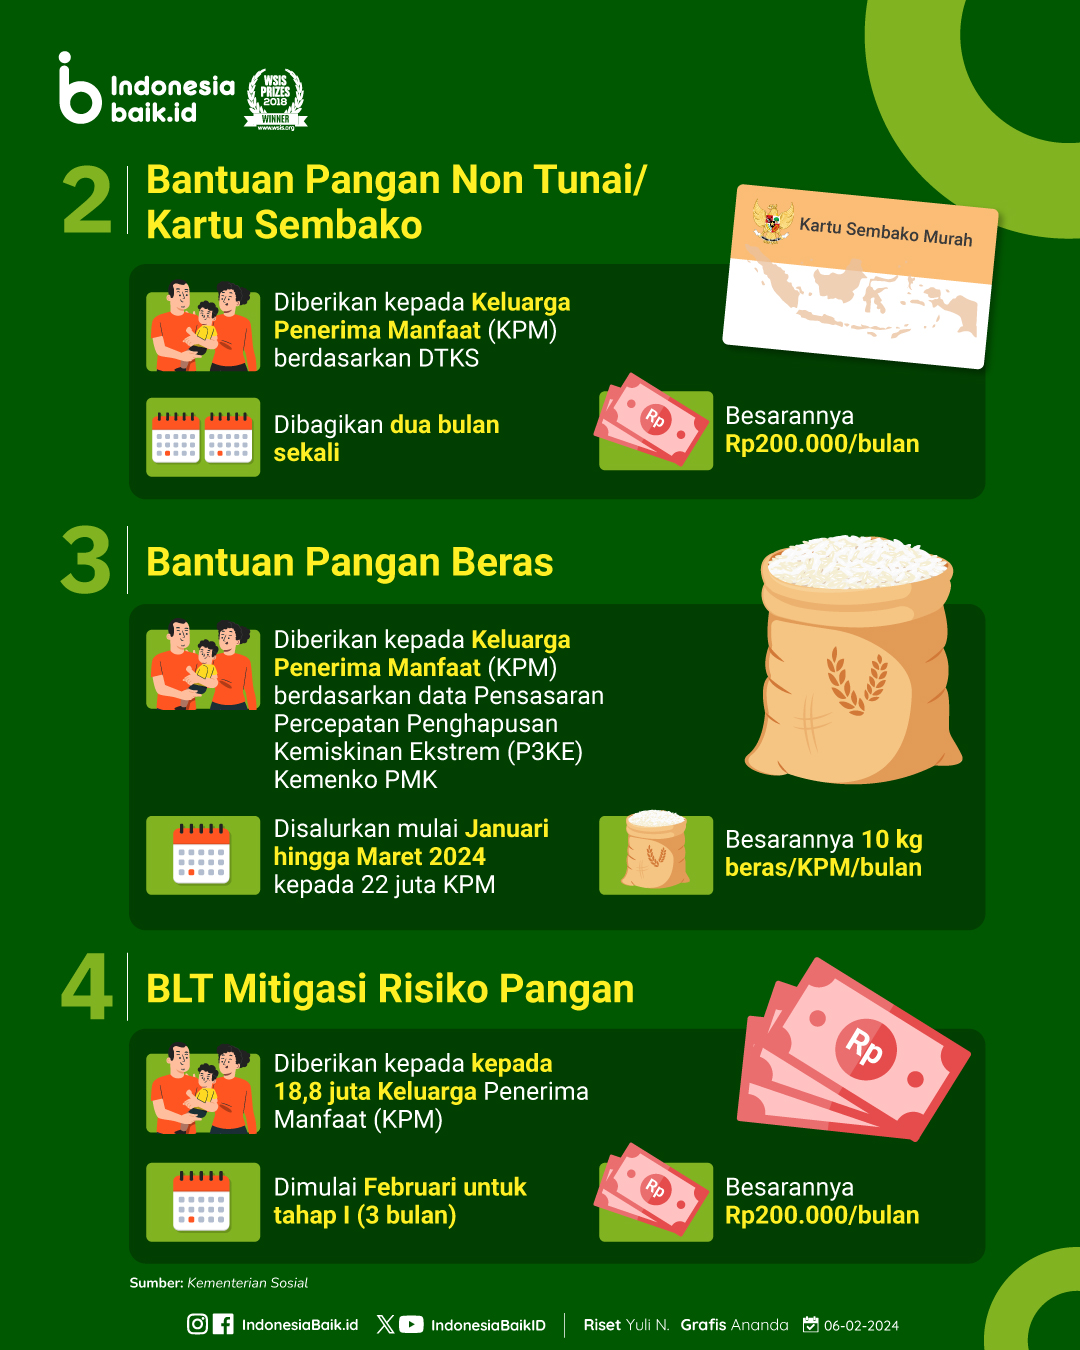 Indonesia
baik.id
WSIS
PRIZES
2018
WINNER
www.wsis.org
2
Bantuan Pangan Non Tunai/
Kartu Sembako
Kartu Sembako Murah
Diberikan kepada Keluarga
Penerima Manfaat (KPM)
berdasarkan DTKS
Dibagikan dua bulan
sekali
Rp
Besarannya
Rp200.000/bulan
3
Bantuan Pangan Beras
Diberikan kepada Keluarga
Penerima Manfaat (KPM)
berdasarkan data Pensasaran
Percepatan Penghapusan
Kemiskinan Ekstrem (P3KE)
Kemenko PMK
Disalurkan mulai Januari
hingga Maret 2024
kepada 22 juta KPM
Besarannya 10 kg
beras/KPM/bulan
4
BLT Mitigasi Risiko Pangan
Rp
Diberikan kepada kepada
18,8 juta Keluarga Penerima
Manfaat (KPM)
Dimulai Februari untuk
tahap I (3 bulan)
Rp
Besarannya
Rp200.000/bulan
Sumber: Kementerian Sosial
IndonesiaBaik.id
IndonesiaBaikID
Riset Yuli N. Grafis Ananda
06-02-2024